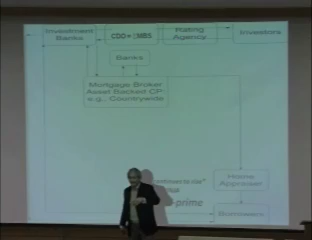 Investment
Banks
CDO=
MBS
Rating
Agency
Investors
Banks
Mortgage Broker
Asset Backed CP
e.g., Countrywide
Home
Appraiser
-prime
Borrowers